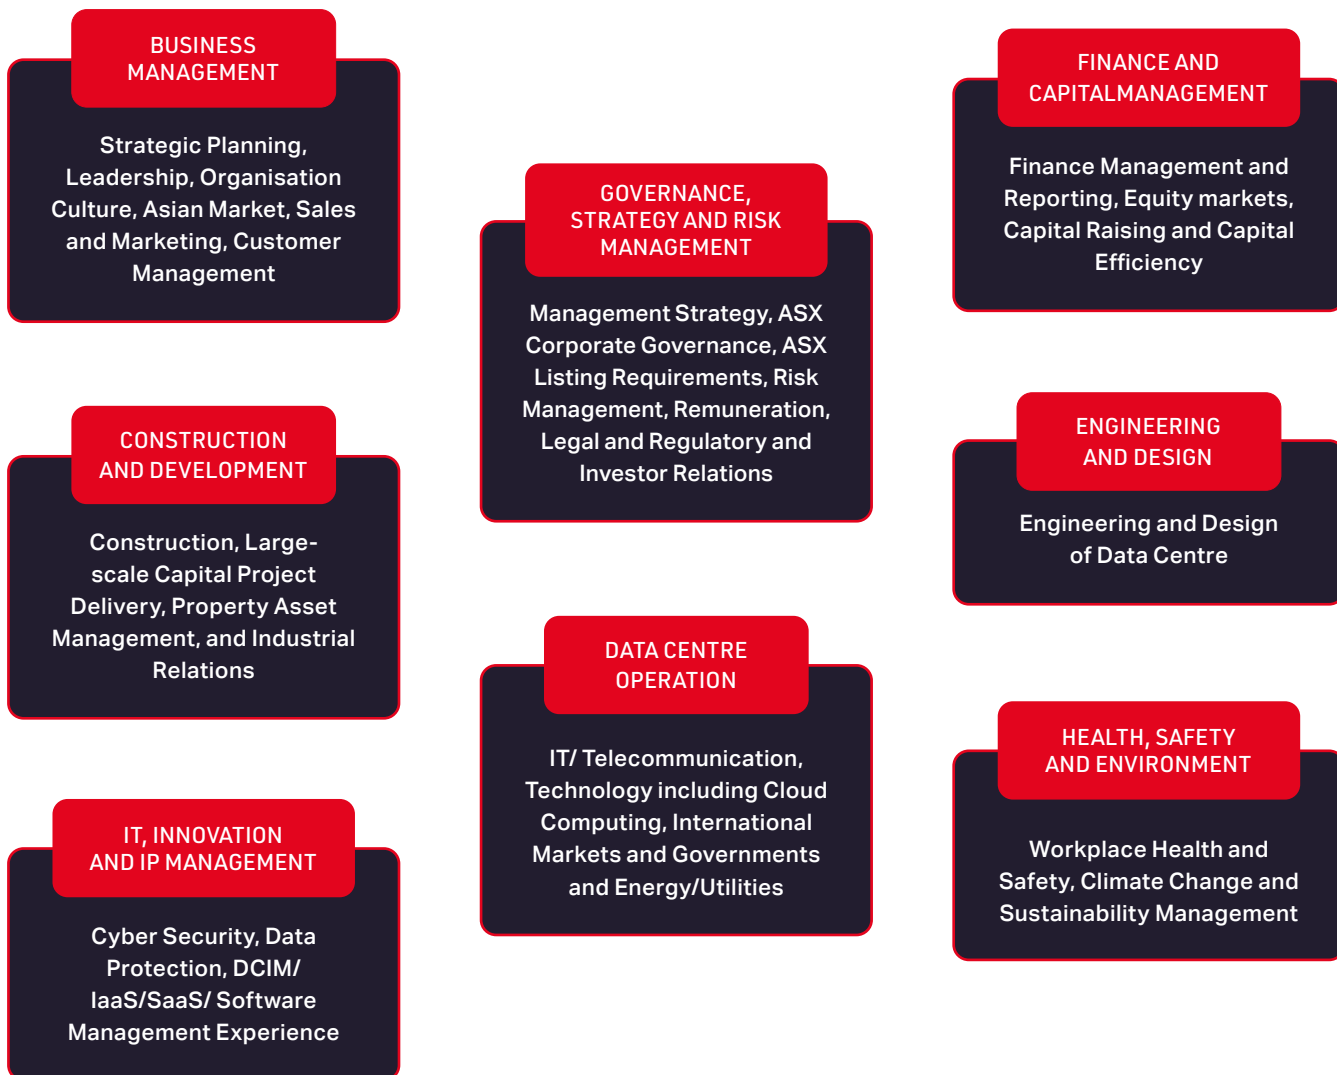 BUSINESS
MANAGEMENT
Strategic Planning,
Leadership, Organisation
Culture, Asian Market, Sales
and Marketing, Customer
Management
CONSTRUCTION
AND DEVELOPMENT
Construction, Large-
scale Capital Project
Delivery, Property Asset
Management, and Industrial
Relations
IT, INNOVATION
AND IP MANAGEMENT
Cyber Security, Data
Protection, DCIM/
IaaS/SaaS/ Software
Management Experience
GOVERNANCE,
STRATEGY AND RISK
MANAGEMENT
Management Strategy, ASX
Corporate Governance, ASX
Listing Requirements, Risk
Management, Remuneration,
Legal and Regulatory and
Investor Relations
DATA CENTRE
OPERATION
IT/ Telecommunication,
Technology including Cloud
Computing, International
Markets and Governments
and Energy/Utilities
FINANCE AND
CAPITALMANAGEMENT
Finance Management and
Reporting, Equity markets,
Capital Raising and Capital
Efficiency
ENGINEERING
AND DESIGN
Engineering and Design
of Data Centre
HEALTH, SAFETY
AND ENVIRONMENT
Workplace Health and
Safety, Climate Change and
Sustainability Management